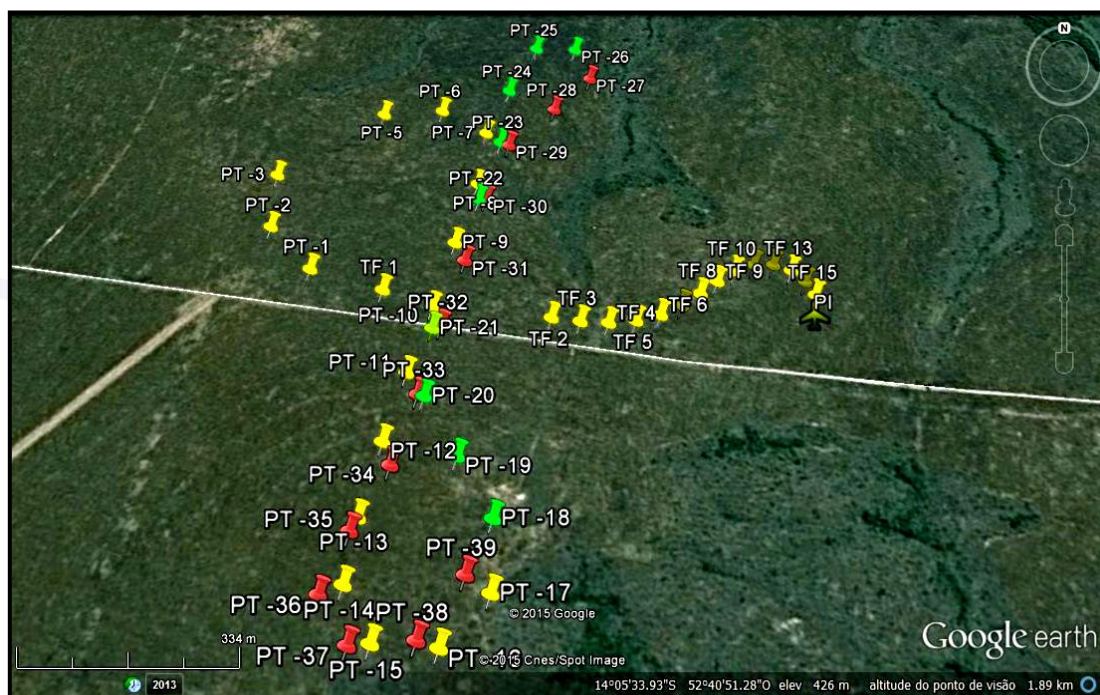 N
PT -25
PT -26
PT -24
PT -27
PT -6
PT -28
PT -5
PT -7
PT -23
PT -29
PT -3
PT -22
PT -8
PT -30
PT -2
PT -1
PT -9
PT -31
TF 1
TF 10
TF 13
TF 8
TF 9
TF 15
TF 3
TF 4
TF 6
PI
PT -32
PT -10
PT -21
TF 2
TF 5
PT -11
PT -33
PT -20
PT -12
PT -34
PT -19
PT -35
PT -18
PT -13
PT -39
PT -36
PT -14
PT -38
PT -17
© 2015 Google
334 m
PT -37
PT -15
PT -16
© 2015 Cnes/Spot Image
Google earth
2013
14°05'33.93"S 52°40'51.28"O elev 426 m altitude do ponto de visão 1.89 km